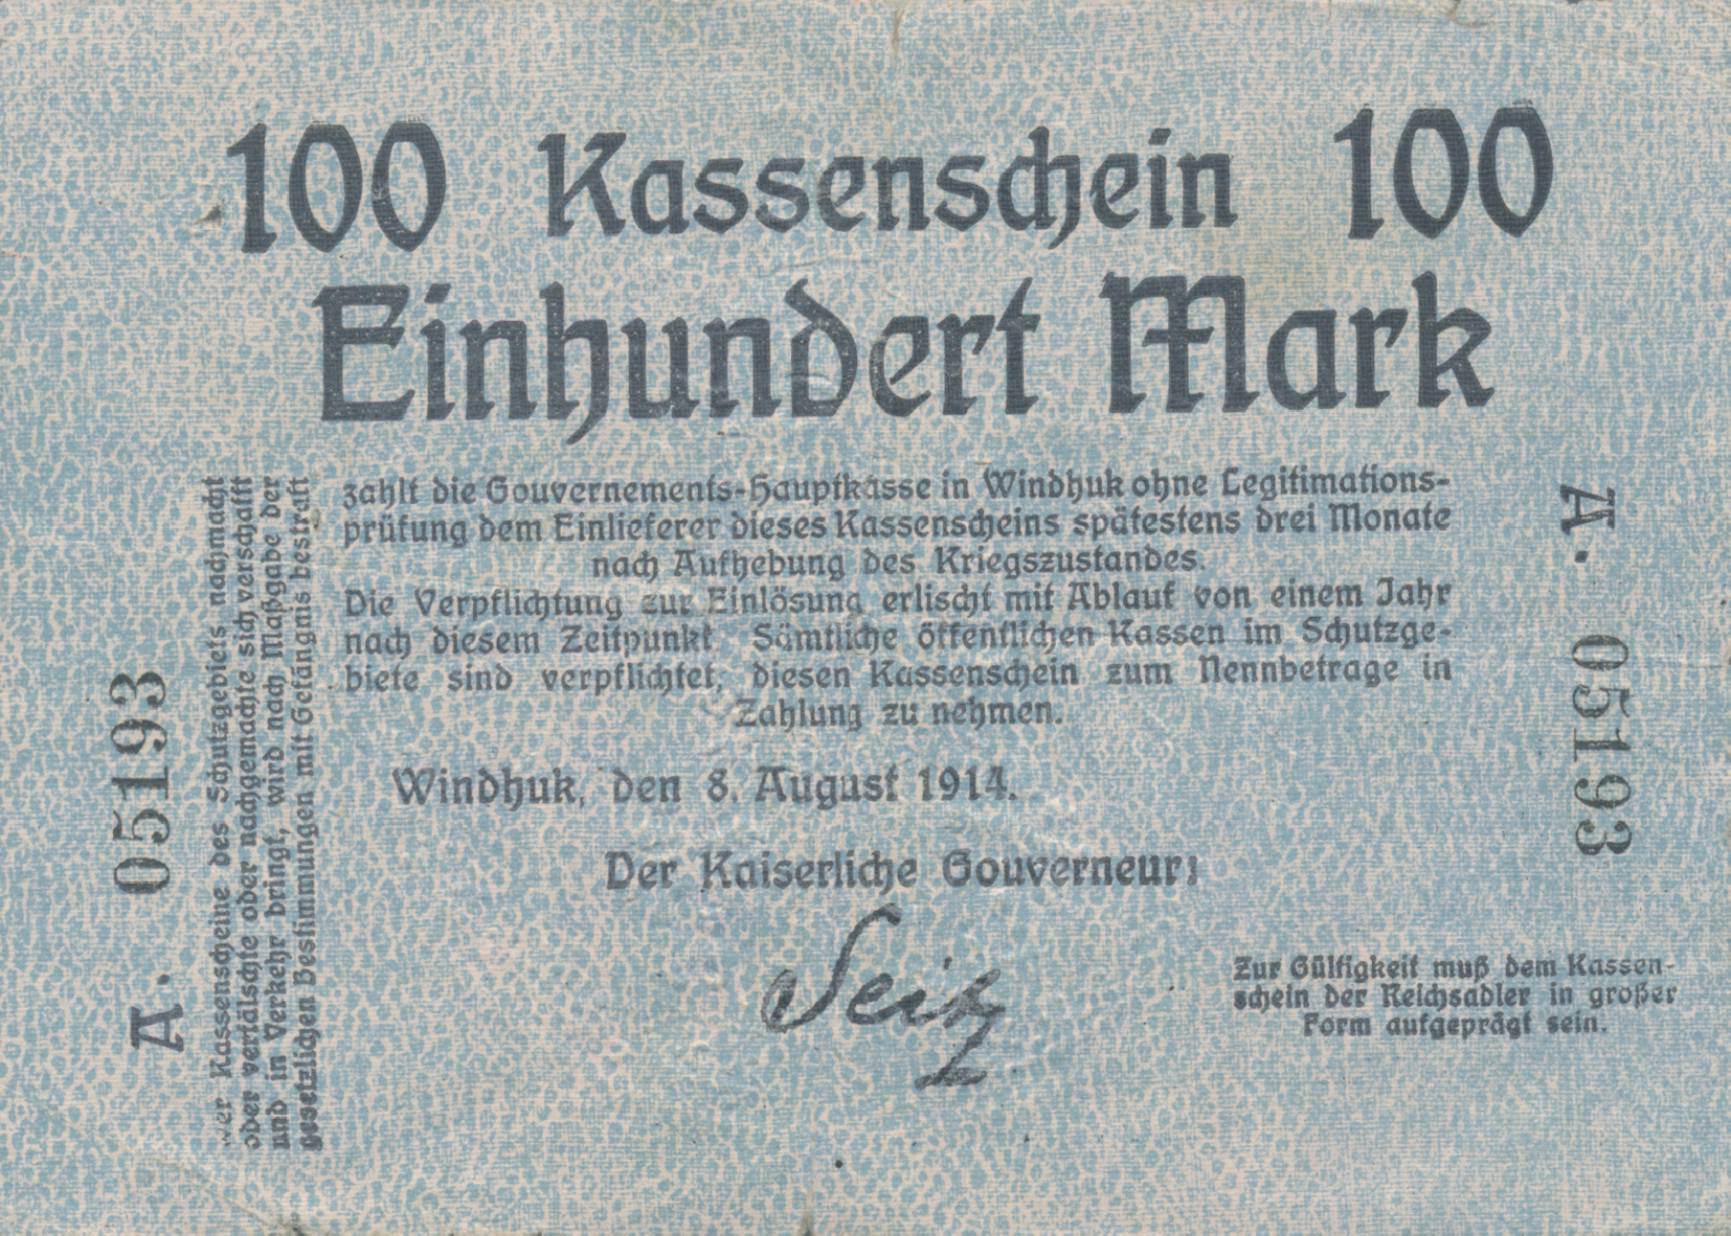 100 Kassenschein 100
Einhundert Mark
zahlt die Gouvernements-Hauptkasse in Windhuk ohne Legitimations-
prüfung dem Einlieferer dieses Kassenscheins spätestens drei Monate
nach Aufhebung des Kriegszustandes.
Die Verpflichtung zur Einlösung erlischt mit Ablauf von einem Jahr
nach diesem Zeitpunkt. Sämtliche öffentlichen Kassen im Schutzge-
biete sind verpflichtet, diesen Kassenschein zum Nennbetrage in
Zahlung zu nehmen.
Windhuk, den 8. August 1914.
Der Kaiserliche Gouverneur:
Seitz
Zur Gültigkeit muß dem Kassen-
schein der Reichsadler in großer
Form aufgeprägt sein.
A. 05193
Wer Kassenscheine des Schutzgebiets nachmacht
oder verfälscht oder nachgemachte sich verschafft
und in Verkehr bringt, wird nach Maßgabe der
gesetzlichen Bestimmungen mit Gefängnis bestraft
A. 05193